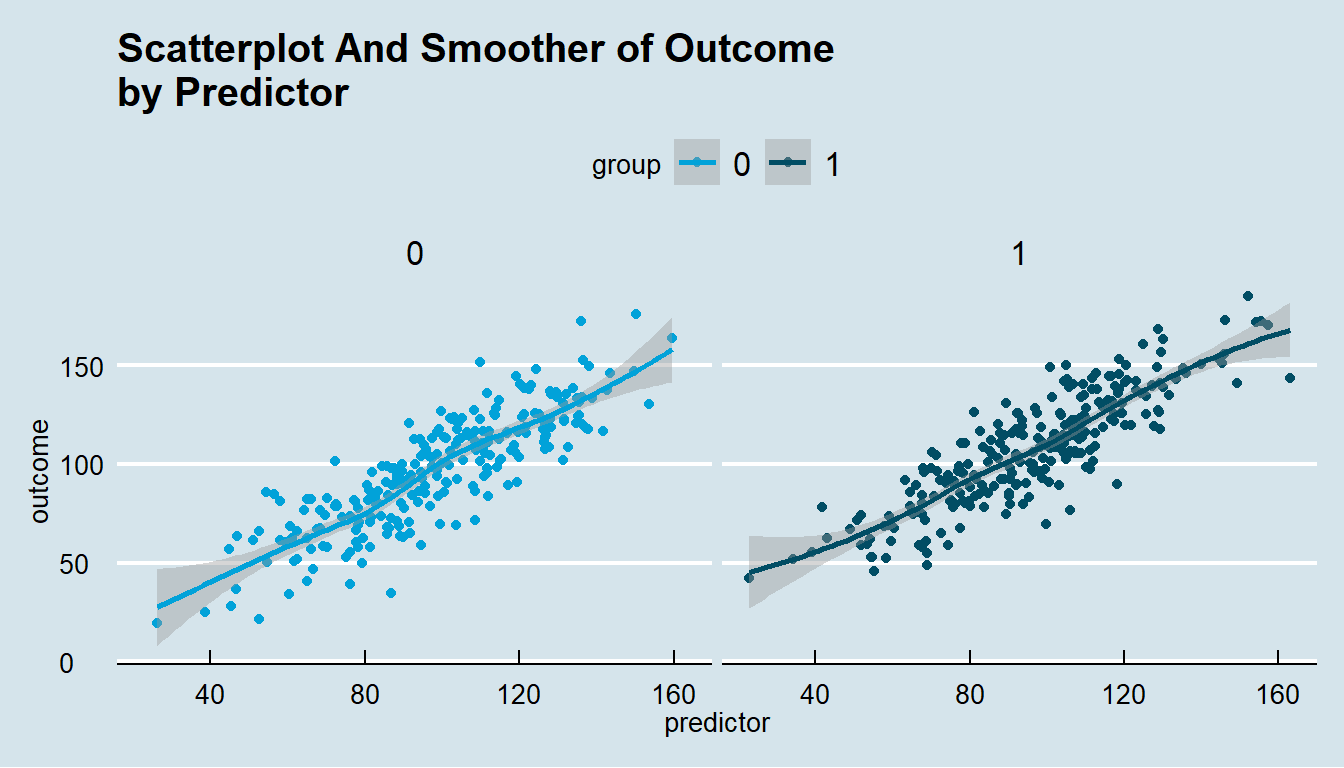 Scatterplot And Smoother of Outcome
by Predictor
group 0 1
0 1
outcome
150
100
50
0
40 80 120 160 40 80 120 160
predictor